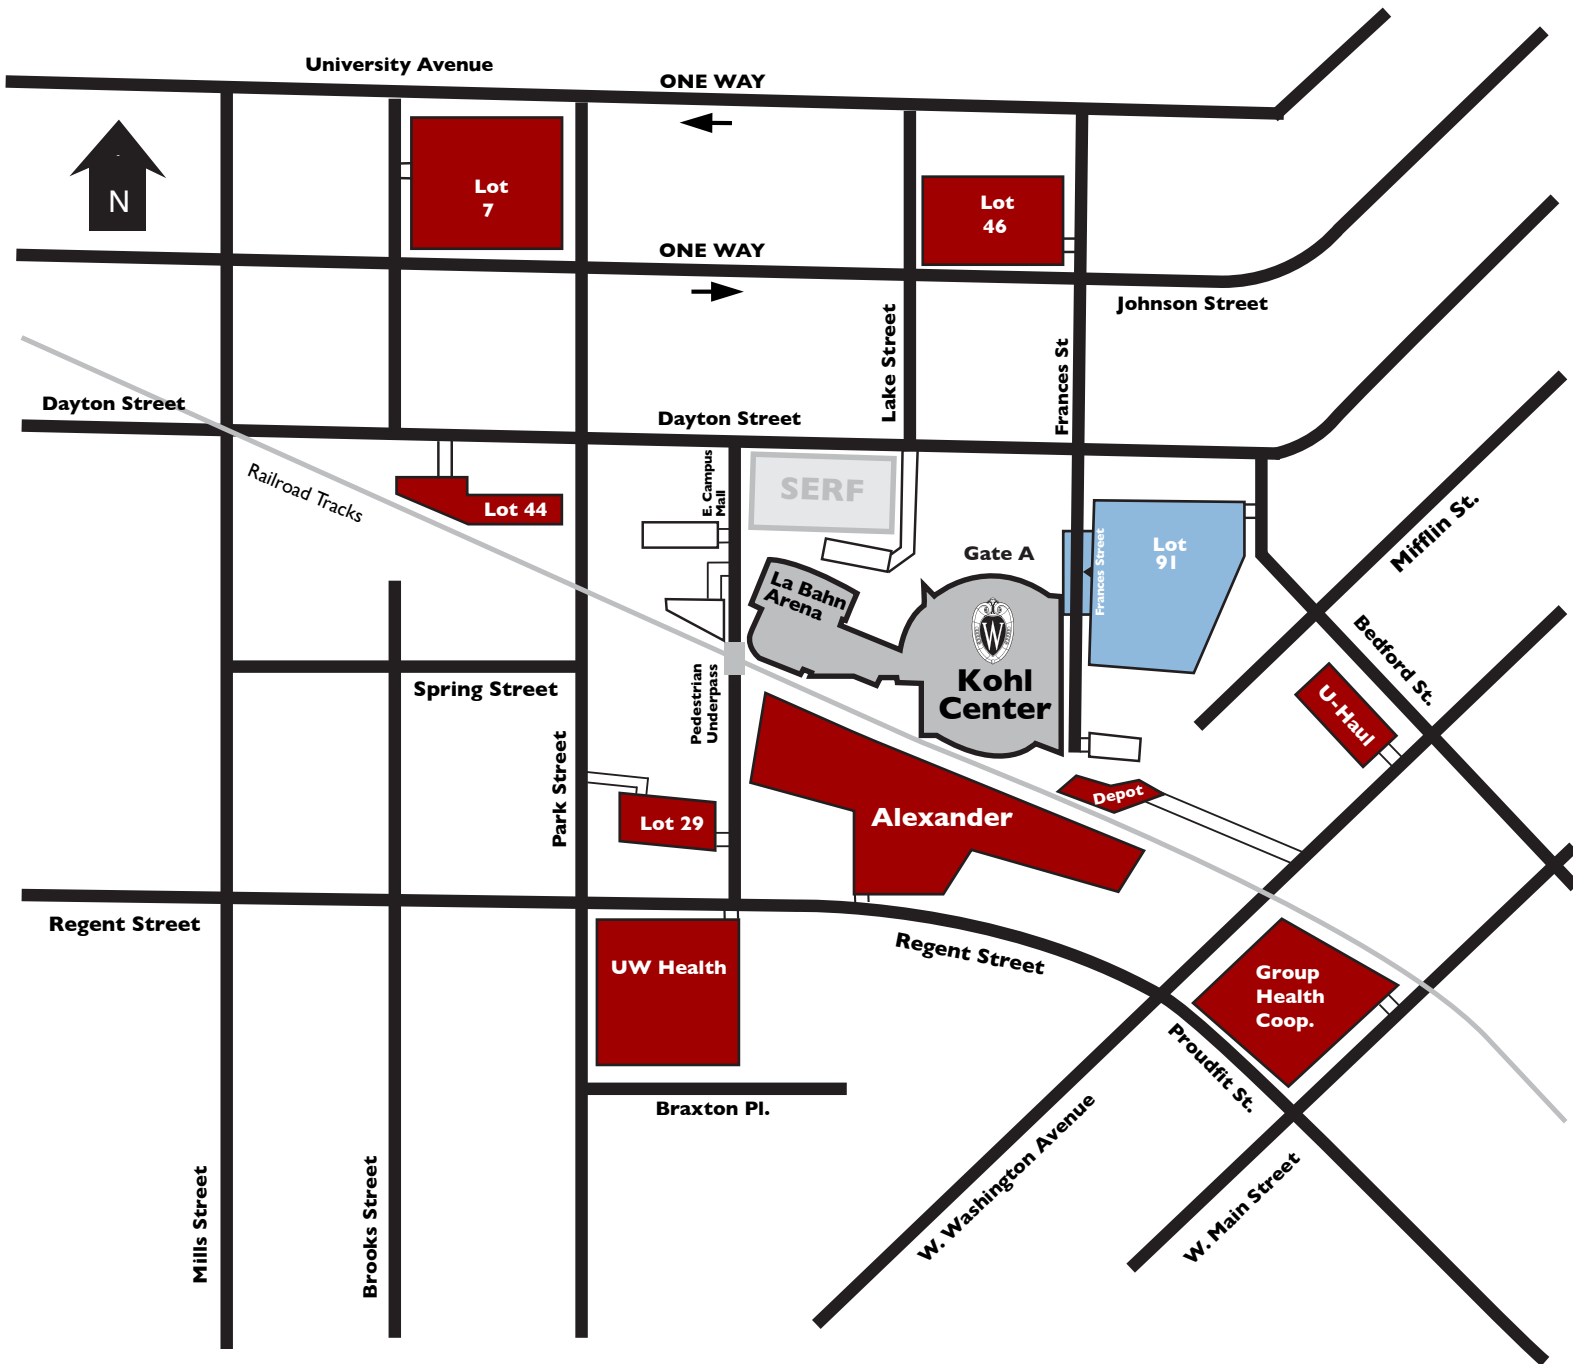 University Avenue
ONE WAY
N
Lot
7
Lot
46
ONE WAY
Johnson Street
Lake Street
Frances St
Dayton Street
Dayton Street
Railroad Tracks
Lot 44
E. Campus
Mall
SERF
Gate A
Lot
91
Frances Street
Mifflin St.
La Bahn
Arena
W
Kohl
Center
Bedford St.
U-Haul
Spring Street
Pedestrian
Underpass
Park Street
Lot 29
Alexander
Depot
Regent Street
Regent Street
UW Health
Group
Health
Coop.
Proudfit St.
Braxton Pl.
W. Washington Avenue
W. Main Street
Mills Street
Brooks Street